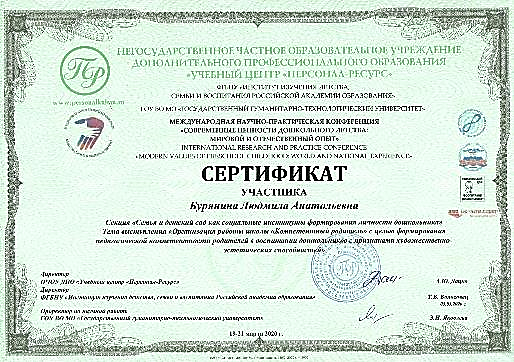 НЕГОСУДАРСТВЕННОЕ ЧАСТНОЕ ОБРАЗОВАТЕЛЬНОЕ УЧРЕЖДЕНИЕ
ДОПОЛНИТЕЛЬНОГО ПРОФЕССИОНАЛЬНОГО ОБРАЗОВАНИЯ
«УЧЕБНЫЙ ЦЕНТР «ПЕРСОНАЛ-РЕСУРС»
ФГБНУ «ИНСТИТУТ ИЗУЧЕНИЯ ДЕТСТВА,
СЕМЬИ И ВОСПИТАНИЯ РОССИЙСКОЙ АКАДЕМИИ ОБРАЗОВАНИЯ»
ГОУ ВО МО «ГОСУДАРСТВЕННЫЙ ГУМАНИТАРНО-ТЕХНОЛОГИЧЕСКИЙ УНИВЕРСИТЕТ»
МЕЖДУНАРОДНАЯ НАУЧНО-ПРАКТИЧЕСКАЯ КОНФЕРЕНЦИЯ
«СОВРЕМЕННЫЕ ЦЕННОСТИ ДОШКОЛЬНОГО ДЕТСТВА:
МИРОВОЙ И ОТЕЧЕСТВЕННЫЙ ОПЫТ»
INTERNATIONAL RESEARCH AND PRACTICE CONFERENCE
«MODERN VALUES OF PRESCHOOL CHILDHOOD: WORLD AND NATIONAL EXPERIENCE»
СЕРТИФИКАТ
УЧАСТНИКА
Бурянина Людмила Анатольевна
Секция «Семья и детский сад как социальные институты формирования личности дошкольника»
Тема выступления «Организация работы школы «Компетентный родитель» с целью формирования
педагогической компетентности родителей в воспитании дошкольников с признаками художественно-
эстетических способностей»
Директор
ОЧОУ ДПО «Учебный центр «Персонал-Ресурс»
Директор
ФГБНУ «Институт изучения детства, семьи и воспитания Российской академии образования»
Т.В. Волосовец
Проректор по научной работе
ГОУ ВО МО «Государственный гуманитарно-технологический университет»
Э.Н. Яковлева
19-21 марта 2020 г.